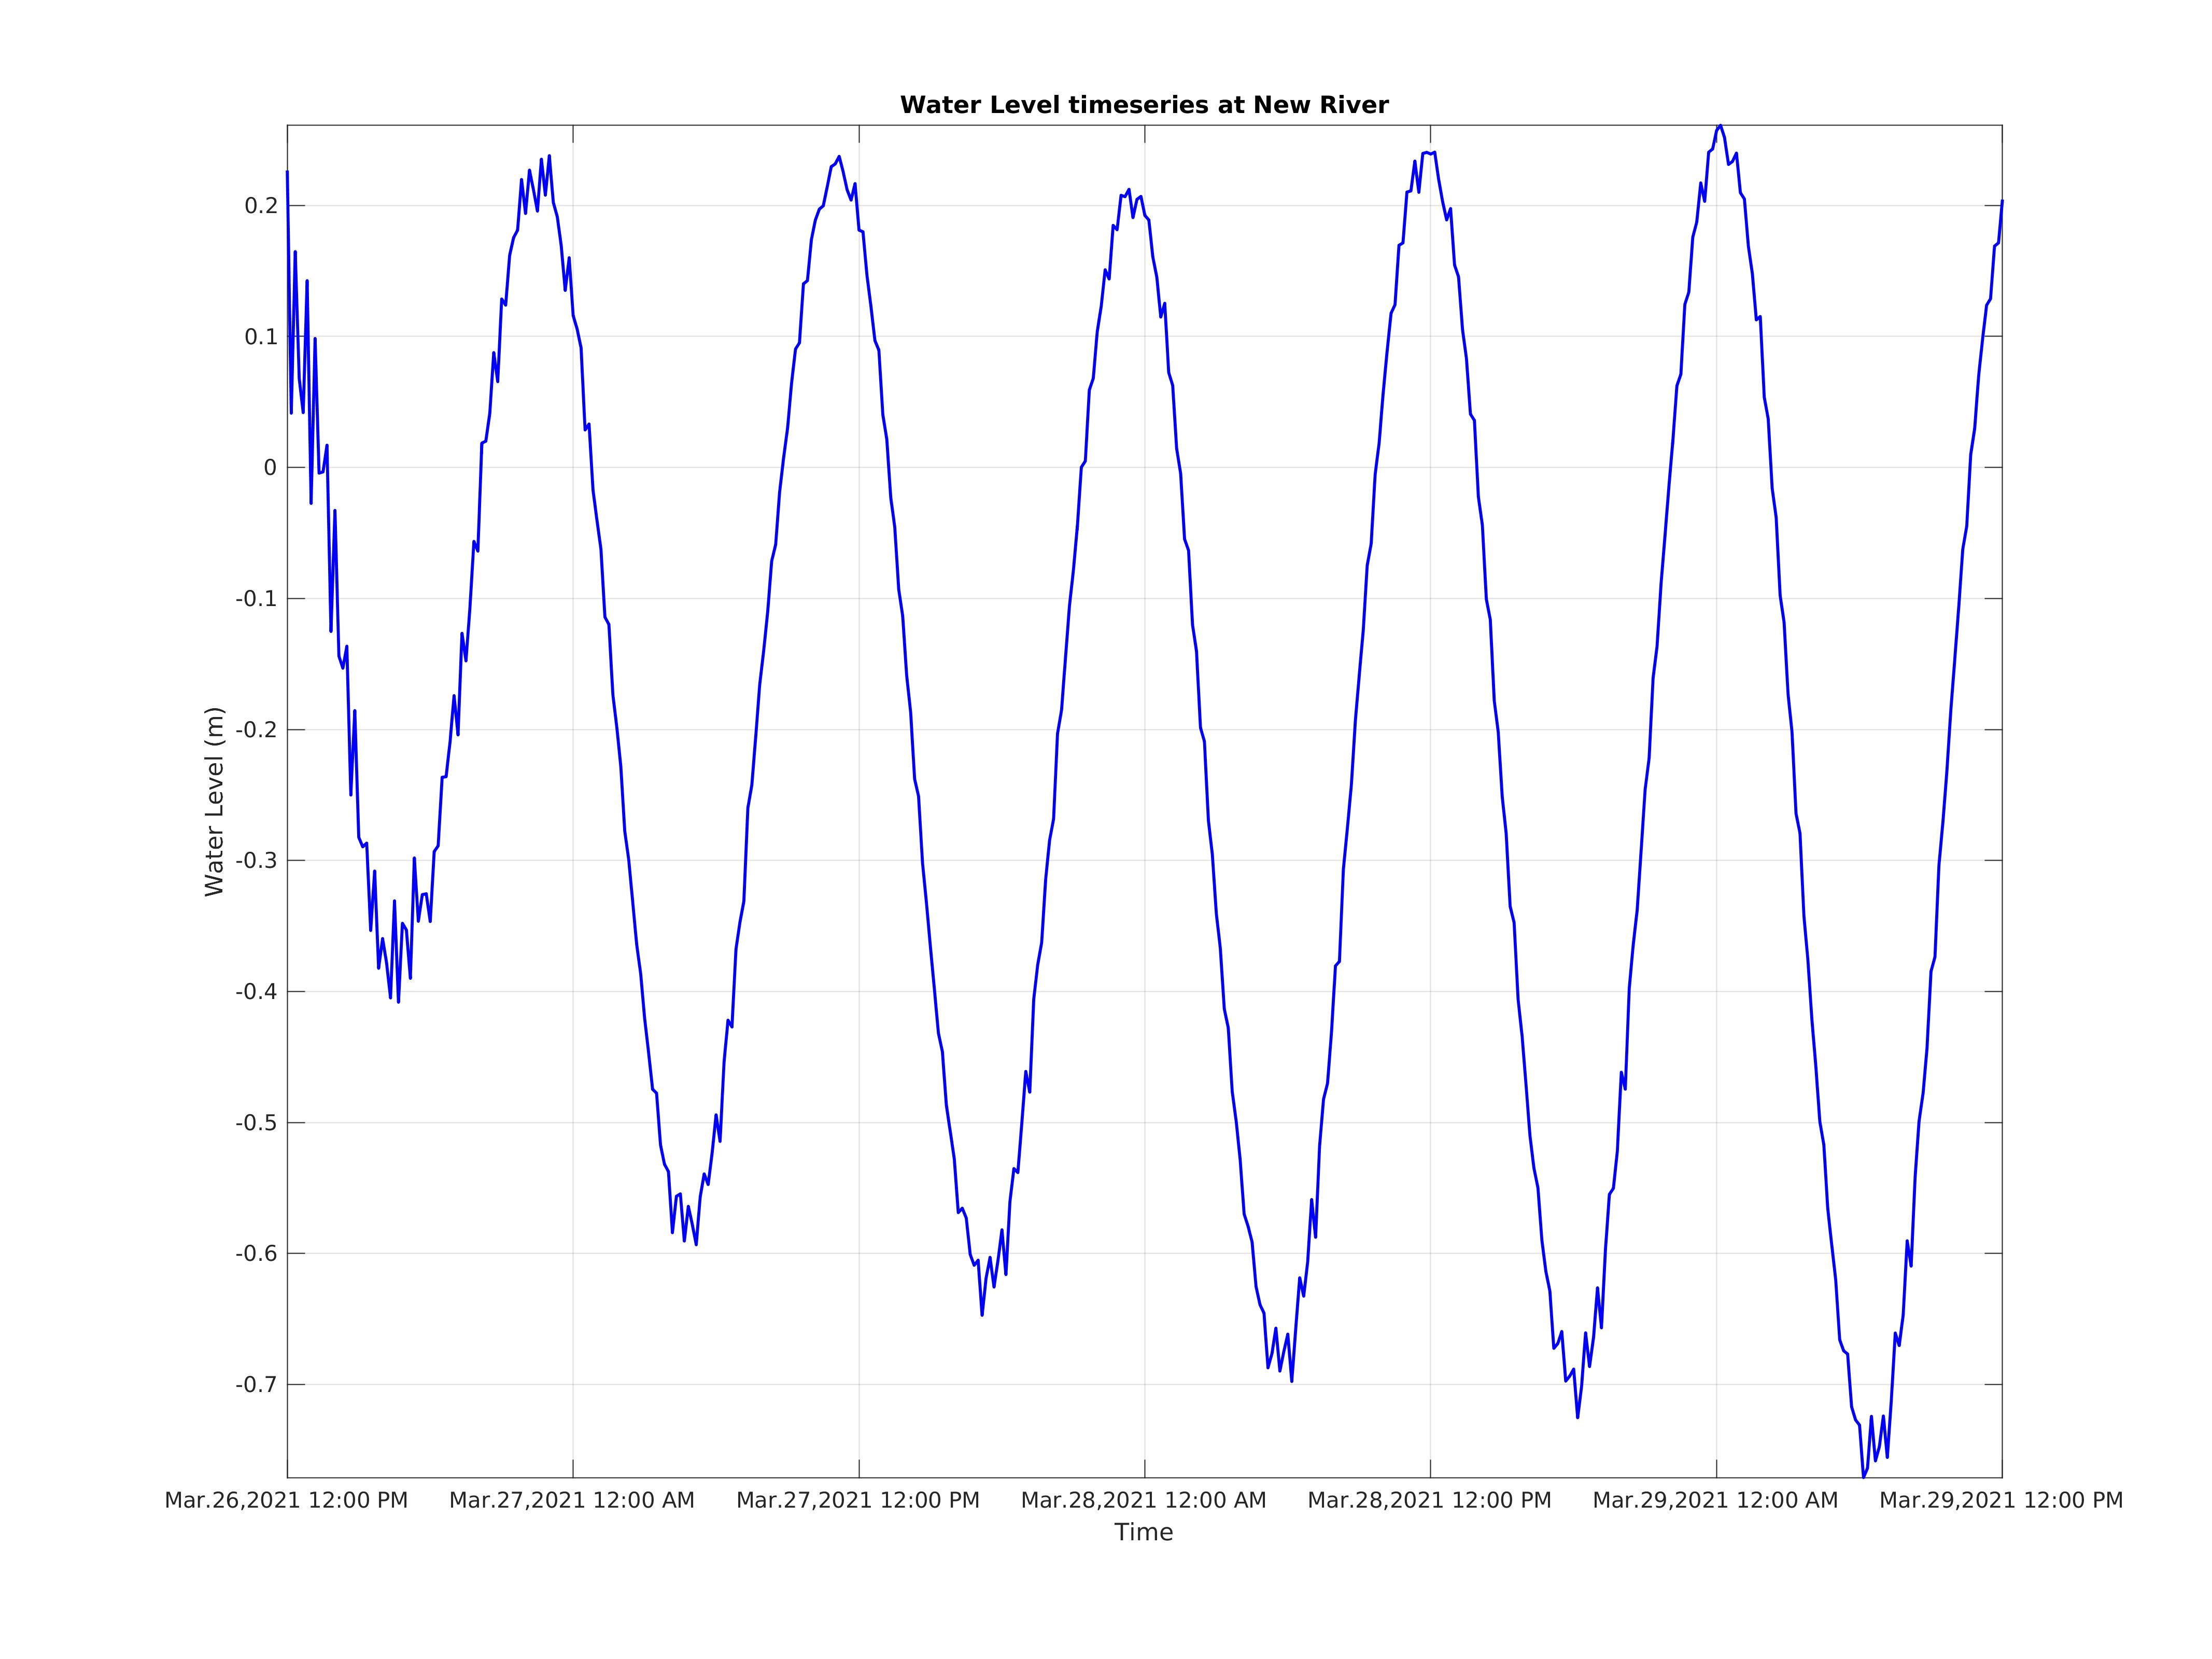 Water Level timeseries at New River
0.2
0.1
0
-0.1
-0.2
-0.3
-0.4
-0.5
-0.6
-0.7
Water Level (m)
Mar.26,2021 12:00 PM
Mar.27,2021 12:00 AM
Mar.27,2021 12:00 PM
Mar.28,2021 12:00 AM
Mar.28,2021 12:00 PM
Mar.29,2021 12:00 AM
Mar.29,2021 12:00 PM
Time